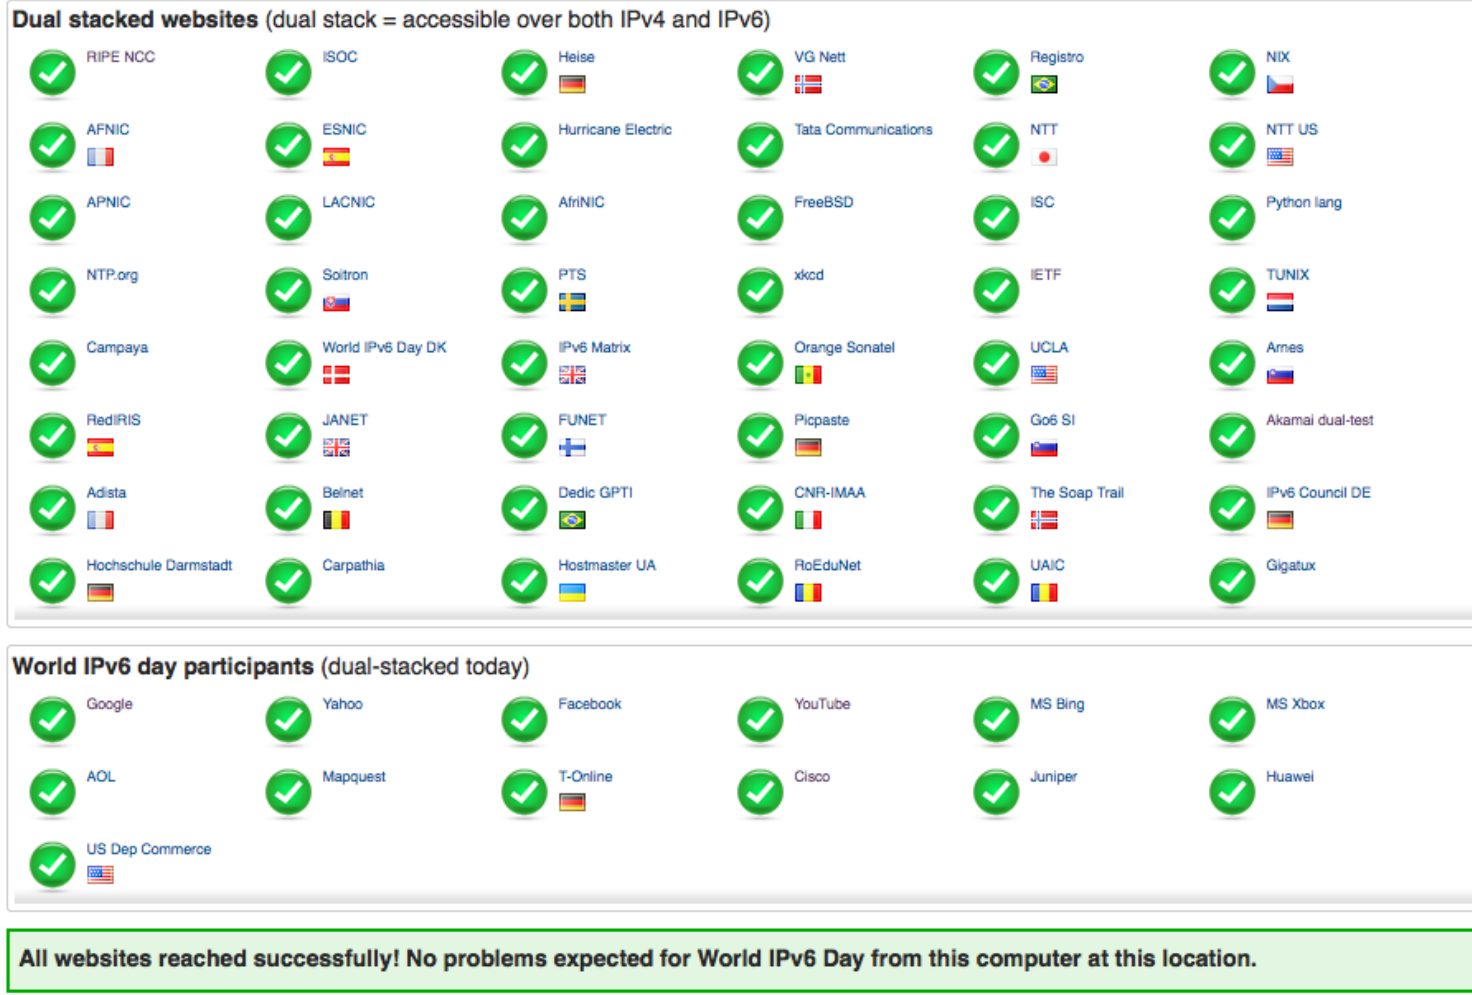 Dual stacked websites (dual stack = accessible over both IPv4 and IPv6)
RIPE NCC ISOC Heise VG Nett Registro NIX
AFNIC ESNIC Hurricane Electric Tata Communications NTT NTT US
APNIC LACNIC AfriNIC FreeBSD ISC Python lang
NTP.org Soitron PTS xkcd IETF TUNIX
Campaya World IPv6 Day DK IPv6 Matrix Orange Sonatel UCLA Arnes
RedIRIS JANET FUNET Picpaste Go6 SI Akamai dual-test
Adista Belnet Dedic GPTI CNR-IMAA The Soap Trail IPv6 Council DE
Hochschule Darmstadt Carpathia Hostmaster UA RoEduNet UAIC Gigatux
World IPv6 day participants (dual-stacked today)
Google Yahoo Facebook YouTube MS Bing MS Xbox
AOL Mapquest T-Online Cisco Juniper Huawei
US Dep Commerce
All websites reached successfully! No problems expected for World IPv6 Day from this computer at this location.